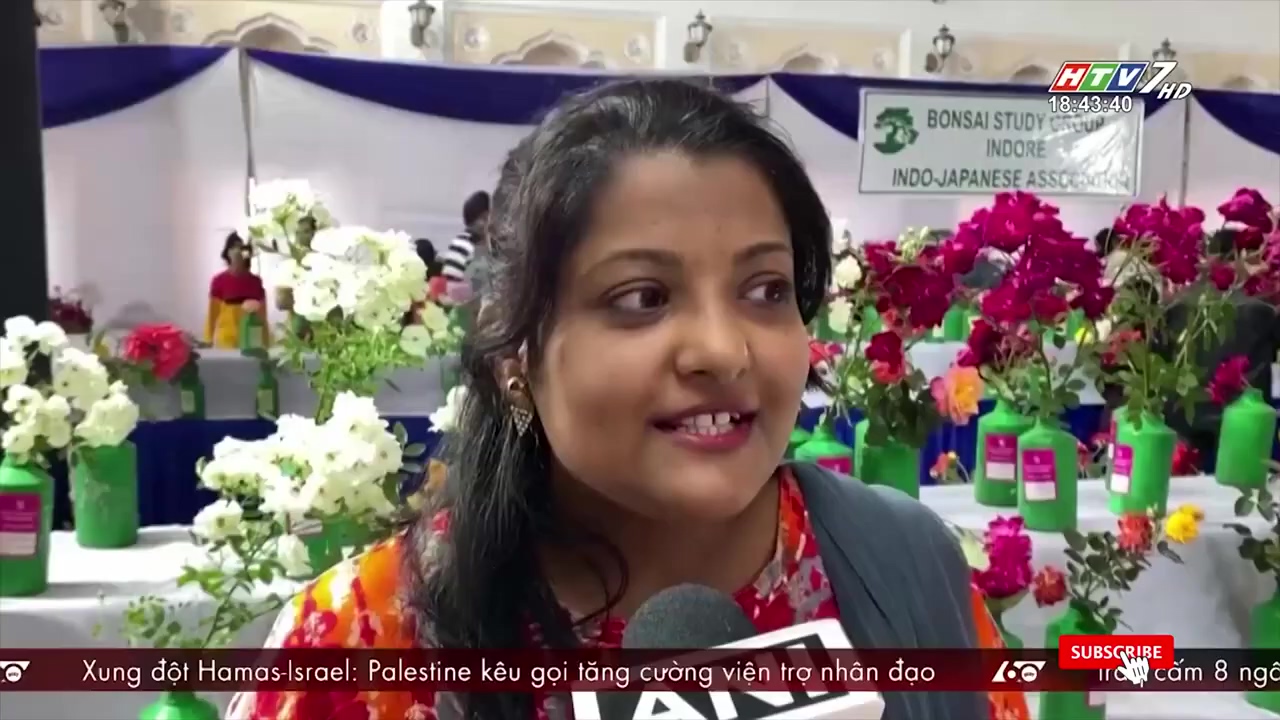 HTV7 HD
18:43:40
BONSAI STUDY GROUP
INDORE
INDO-JAPANESE ASSOCIATION
ANI
SUBSCRIBE
Xung đột Hamas-Israel: Palestine kêu gọi tăng cường viện trợ nhân đạo
cấm 8